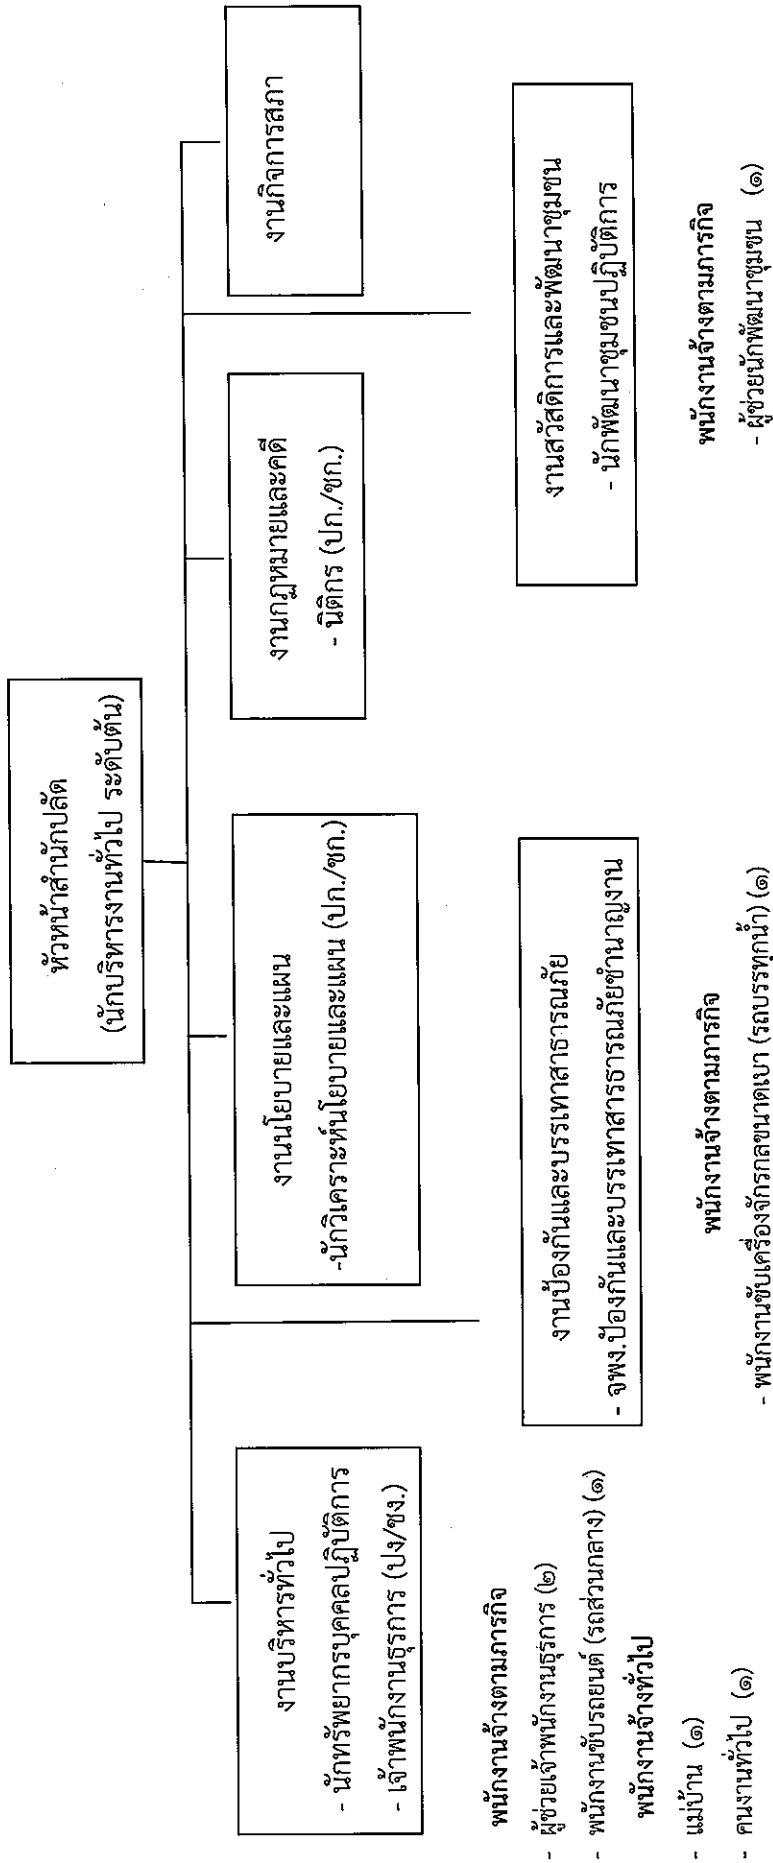 หัวหน้าสำนักปลัด
(นักบริหารงานทั่วไป ระดับต้น)
งานบริหารทั่วไป
- นักทรัพยากรบุคคลปฏิบัติการ
- เจ้าพนักงานธุรการ (ปง/ชง.)
งานนโยบายและแผน
-นักวิเคราะห์นโยบายและแผน (ปก./ชก.)
งานกฎหมายและคดี
- นิติกร (ปก./ชก.)
งานกิจการสภา
พนักงานจ้างตามภารกิจ
- ผู้ช่วยเจ้าพนักงานธุรการ (๒)
- พนักงานขับรถยนต์ (รถส่วนกลาง) (๑)
พนักงานจ้างทั่วไป
- แม่บ้าน (๑)
- คนงานทั่วไป (๑)
งานป้องกันและบรรเทาสาธารณภัย
- จพง.ป้องกันและบรรเทาสารธารณภัยชำนาญงาน
พนักงานจ้างตามภารกิจ
- พนักงานขับเครื่องจักรกลขนาดเบา (รถบรรทุกน้ำ) (๑)
งานสวัสดิการและพัฒนาชุมชน
- นักพัฒนาชุมชนปฏิบัติการ
พนักงานจ้างตามภารกิจ
- ผู้ช่วยนักพัฒนาชุมชน (๑)